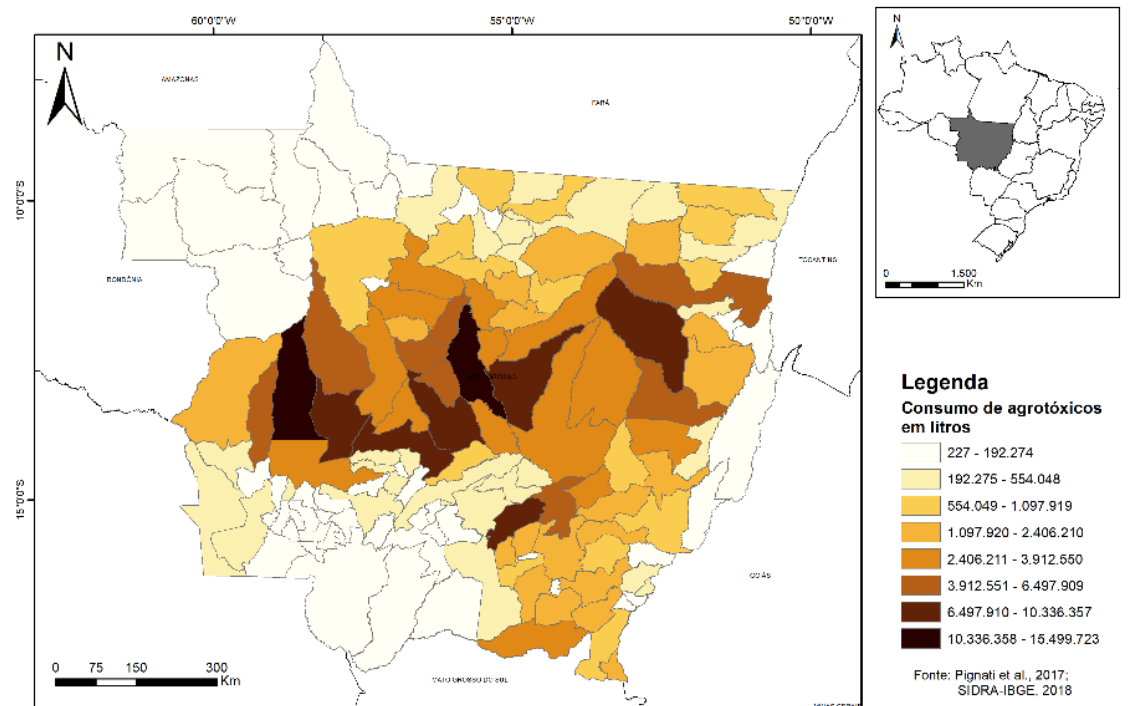 60°0'0"W
55°0'0"W
50°0'0"W
N
AMAZONAS
PARÁ
10°0'0"S
RONDÔNIA
TOCANTINS
MATO GROSSO
15°0'0"S
GOIÁS
0 75 150 300
Km
MATO GROSSO DO SUL
MINAS GERAIS
N
0 1.500
Km
Legenda
Consumo de agrotóxicos
em litros
227 - 192.274
192.275 - 554.048
554.049 - 1.097.919
1.097.920 - 2.406.210
2.406.211 - 3.912.550
3.912.551 - 6.497.909
6.497.910 - 10.336.357
10.336.358 - 15.499.723
Fonte: Pignati et al., 2017;
SIDRA-IBGE, 2018